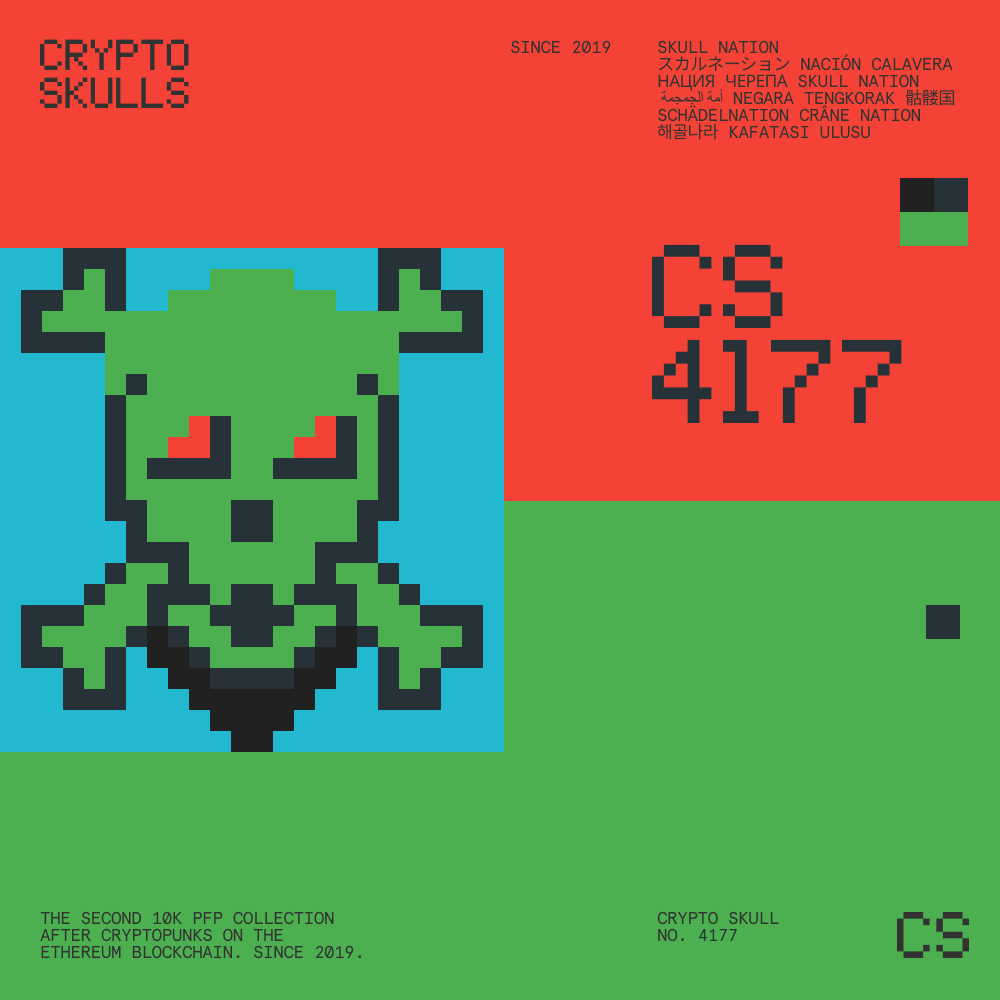 CRYPTO
SKULLS
SINCE 2019
SKULL NATION
スカルネーション NACIÓN CALAVERA
НАЦИЯ ЧЕРЕПА SKULL NATION
أمة الجمجمة NEGARA TENGKORAK 骷髅国
SCHÄDELNATION CRÂNE NATION
해골나라 KAFATASI ULUSU
CS
4177
THE SECOND 10K PFP COLLECTION
AFTER CRYPTOPUNKS ON THE
ETHEREUM BLOCKCHAIN. SINCE 2019.
CRYPTO SKULL
NO. 4177
CS